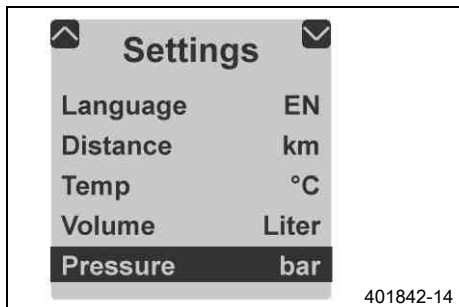 Settings
Language EN
Distance km
Temp °C
Volume Liter
Pressure bar
401842-14